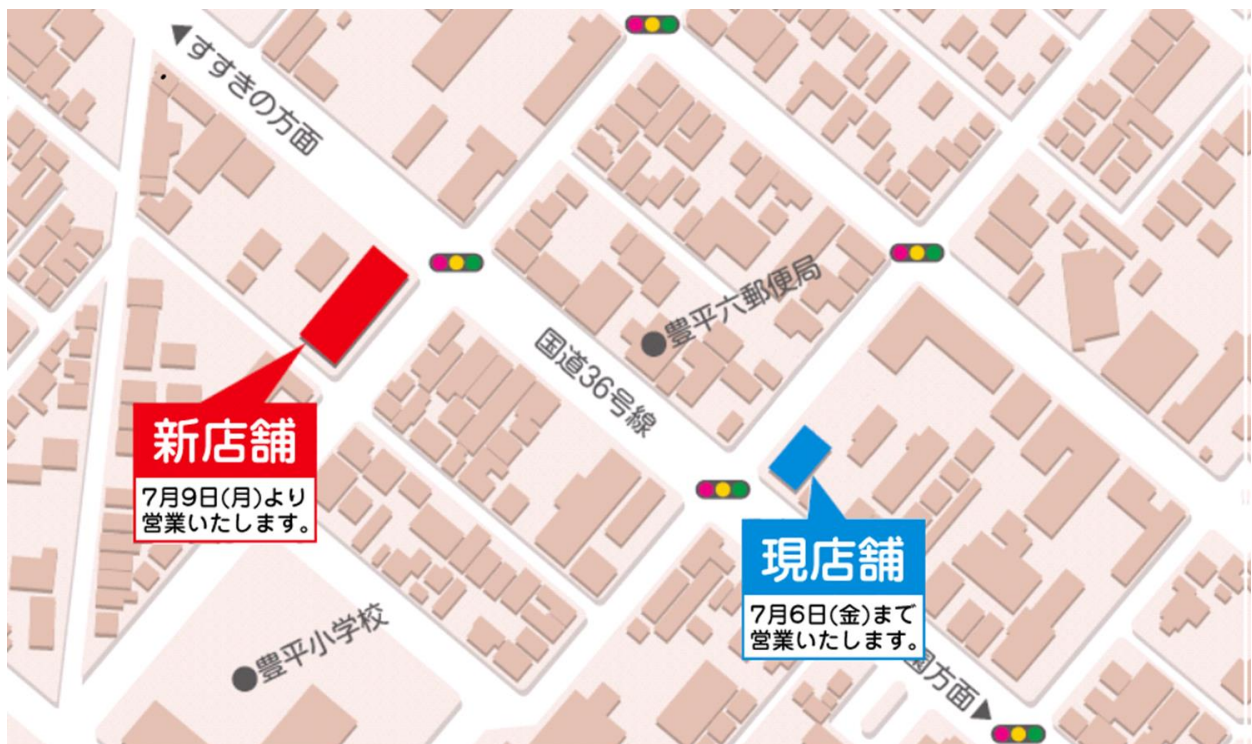 ▲すすきの方面
豊平六郵便局
国道36号線
新店舗
7月9日(月)より
営業いたします。
現店舗
7月6日(金)まで
営業いたします。
豊平小学校
園方面▲